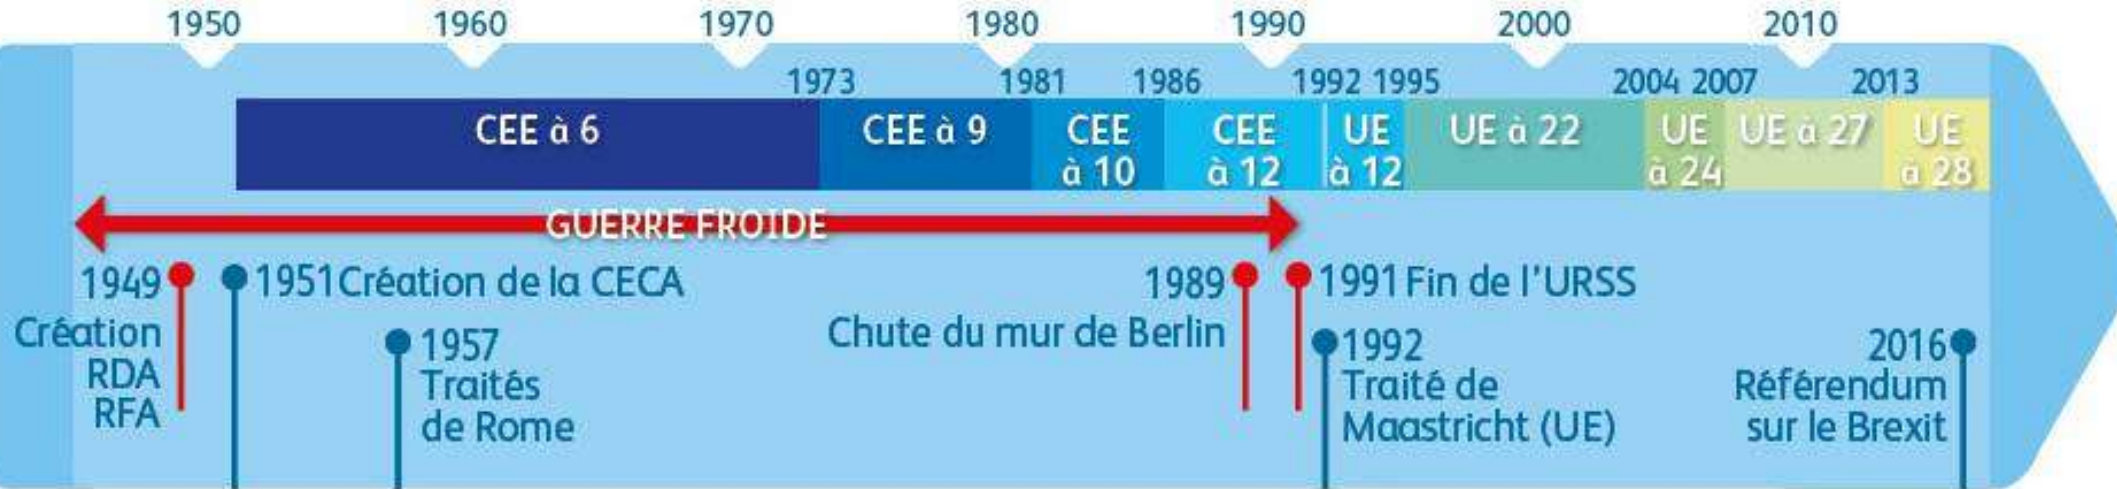 1950 1960 1970 1980 1990 2000 2010
1973 1981 1986 1992 1995 2004 2007 2013
CEE à 6
CEE à 9
CEE
à 10
CEE
à 12
UE
à 12
UE à 22
UE
à 24
UE à 27
UE
à 28
GUERRE FROIDE
1949
Création
RDA
RFA
1951 Création de la CECA
1957
Traités
de Rome
1989
Chute du mur de Berlin
1991 Fin de l'URSS
1992
Traité de
Maastricht (UE)
2016
Référendum
sur le Brexit